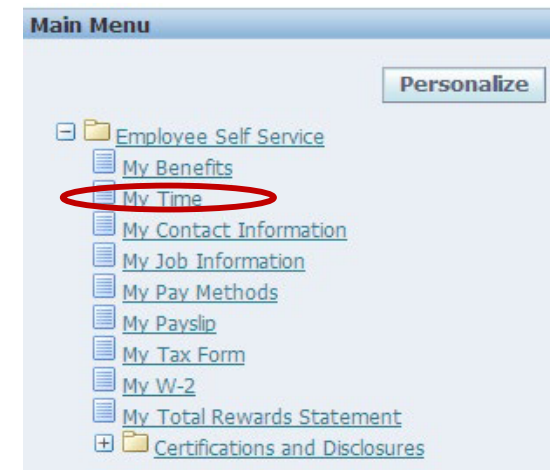 Main Menu
Personalize
Employee Self Service
My Benefits
My Time
My Contact Information
My Job Information
My Pay Methods
My Payslip
My Tax Form
My W-2
My Total Rewards Statement
Certifications and Disclosures